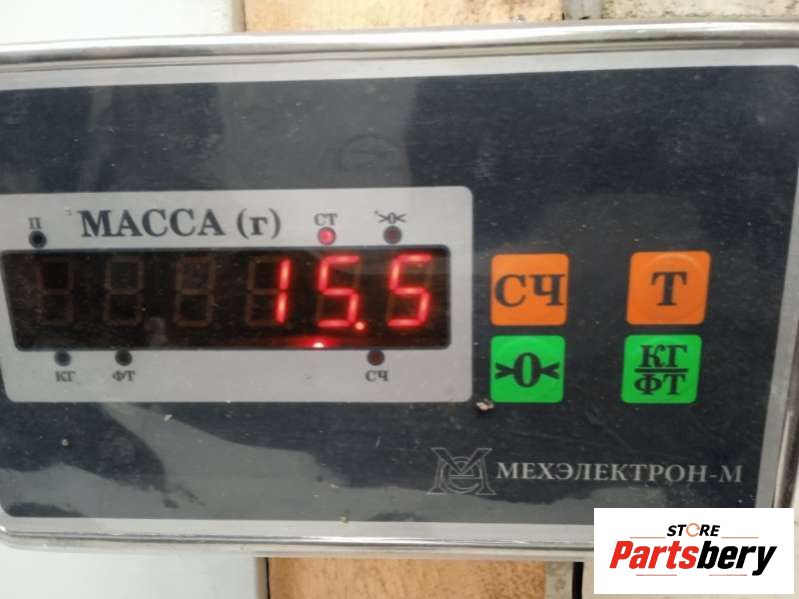 П МАССА (г) СТ >0<
15.5
КГ ФТ СЧ
СЧ Т
>0< КГ/ФТ
МЕХЭЛЕКТРОН-М
STORE
Partsbery